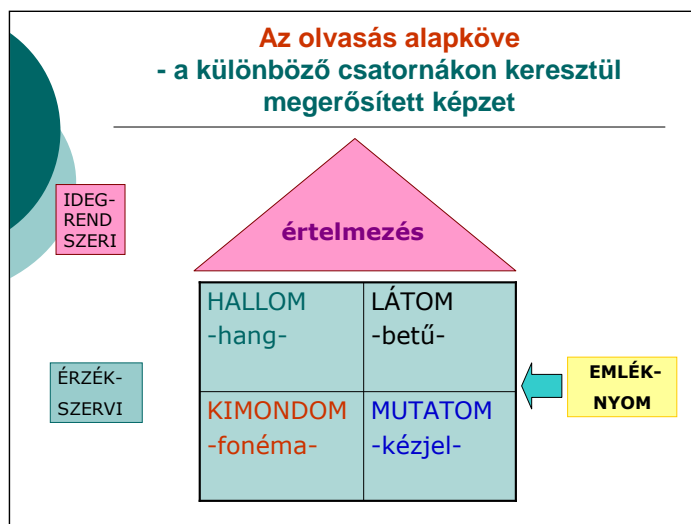 Az olvasás alapköve
- a különböző csatornákon keresztül
megerősített képzet
IDEG-
REND
SZERI
értelmezés
HALLOM
-hang-
LÁTOM
-betű-
ÉRZÉK-
SZERVI
KIMONDOM
-fonéma-
MUTATOM
-kézjel-
EMLÉK-
NYOM